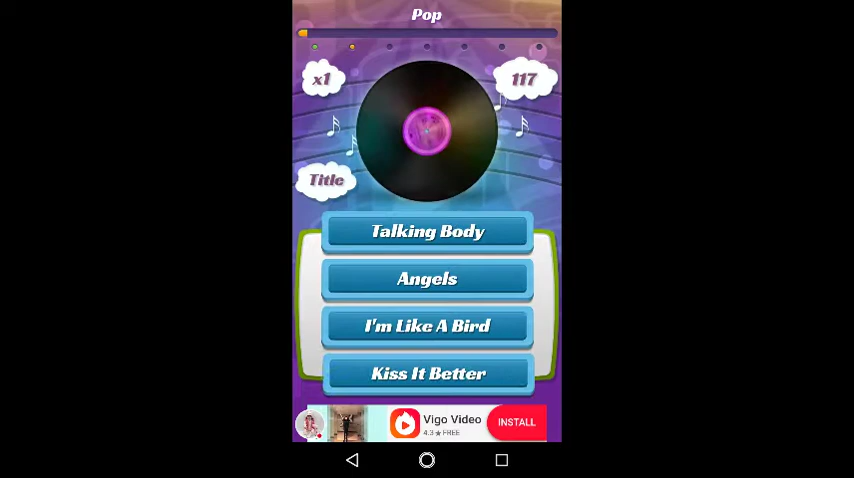 Pop
x1
117
Title
Talking Body
Angels
I'm Like A Bird
Kiss It Better
Vigo Video
4.3★FREE
INSTALL